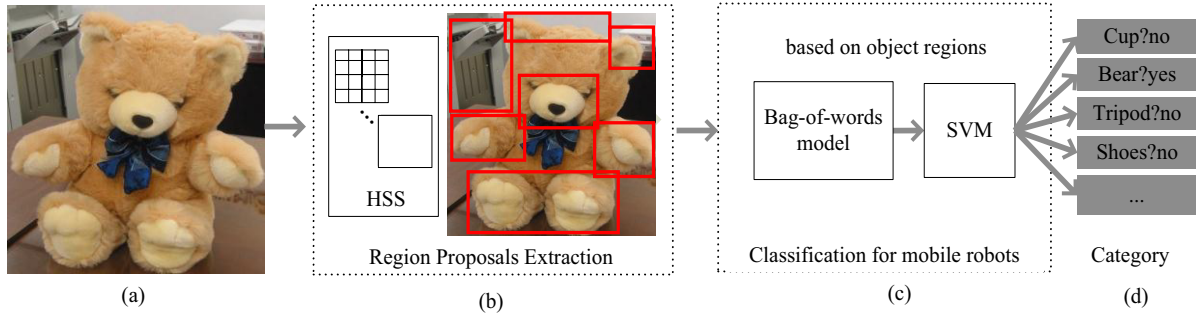 HSS
Region Proposals Extraction
based on object regions
Bag-of-words
model
SVM
Classification for mobile robots
Cup?no
Bear?yes
Tripod?no
Shoes?no
...
Category
(a)
(b)
(c)
(d)